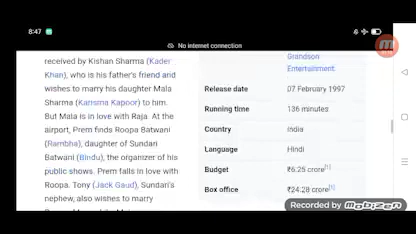 8:47
No internet connection
received by Kishan Sharma (Kader
Khan), who is his father's friend and
wishes to marry his daughter Mala
Sharma (Karisma Kapoor) to him.
But Mala is in love with Raja. At the
airport, Prem finds Roopa Batwani
(Rambha), daughter of Sundari
Batwani (Bindu), the organizer of his
public shows. Prem falls in love with
Roopa. Tony (Jack Gaud), Sundari's
nephew, also wishes to marry
Grandson
Entertainment
Release date 07 February 1997
Running time 136 minutes
Country India
Language Hindi
Budget ₹6.25 crore[1]
Box office ₹24.28 crore[1]
Recorded by Mobizen